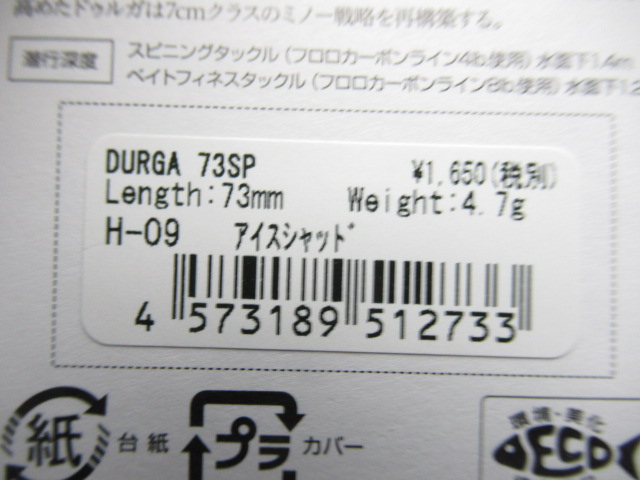 高めたドゥルガは7cmクラスのミノー戦略を再構築する。
潜行深度
スピニングタックル（フロロカーボンライン4lb使用）水面下1.4m
ベイトフィネスタックル（フロロカーボンライン8lb使用）水面下1.2
DURGA 73SP ¥1,650(税別)
Length:73mm Weight:4.7g
H-09 アイスシャッド
4 573189 512733
紙 台紙
プラ カバー
環境・美化
ECO